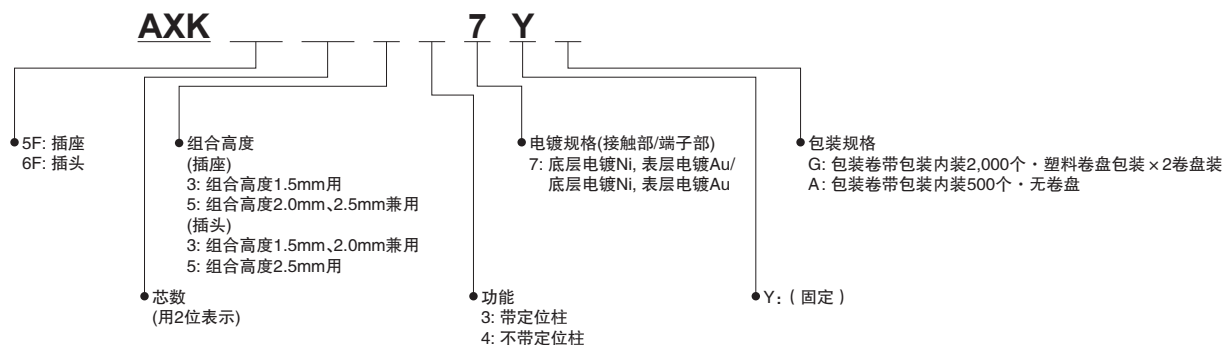 AXK 7 Y
5F: 插座
6F: 插头
组合高度
(插座)
3: 组合高度1.5mm用
5: 组合高度2.0mm、2.5mm兼用
(插头)
3: 组合高度1.5mm、2.0mm兼用
5: 组合高度2.5mm用
电镀规格(接触部/端子部)
7: 底层电镀Ni, 表层电镀Au/
底层电镀Ni, 表层电镀Au
包装规格
G: 包装卷带包装内装2,000个・塑料卷盘包装×2卷盘装
A: 包装卷带包装内装500个・无卷盘
芯数
(用2位表示)
功能
3: 带定位柱
4: 不带定位柱
Y:（固定）